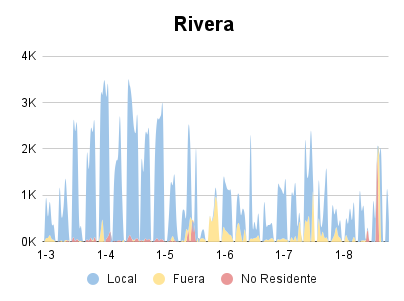 Rivera
4K
3K
2K
1K
0K
1-3 1-4 1-5 1-6 1-7 1-8
Local Fuera No Residente